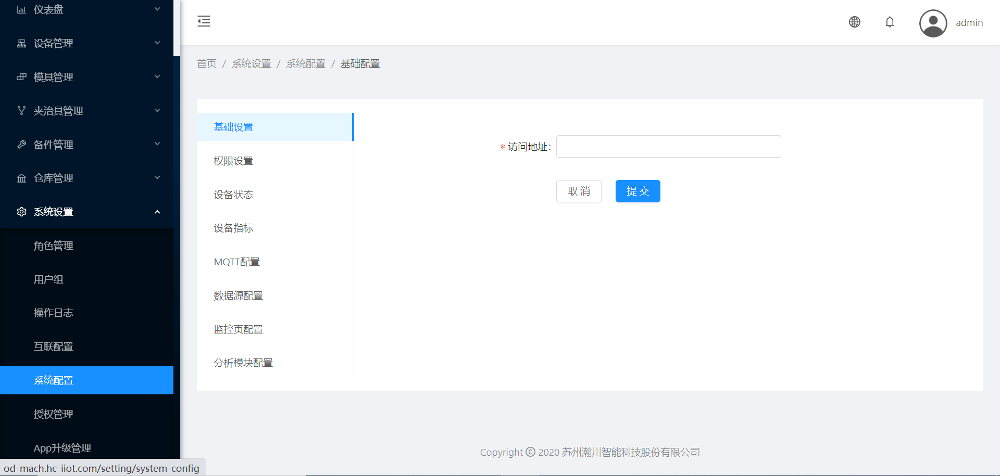 仪表盘
设备管理
模具管理
夹治具管理
备件管理
仓库管理
系统设置
角色管理
用户组
操作日志
互联配置
系统配置
授权管理
App升级管理
od-mach.hc-iiot.com/setting/system-config
admin
首页 / 系统设置 / 系统配置 / 基础配置
基础设置
权限设置
设备状态
设备指标
MQTT配置
数据源配置
监控页配置
分析模块配置
* 访问地址:
取 消 提 交
Copyright © 2020 苏州瀚川智能科技股份有限公司